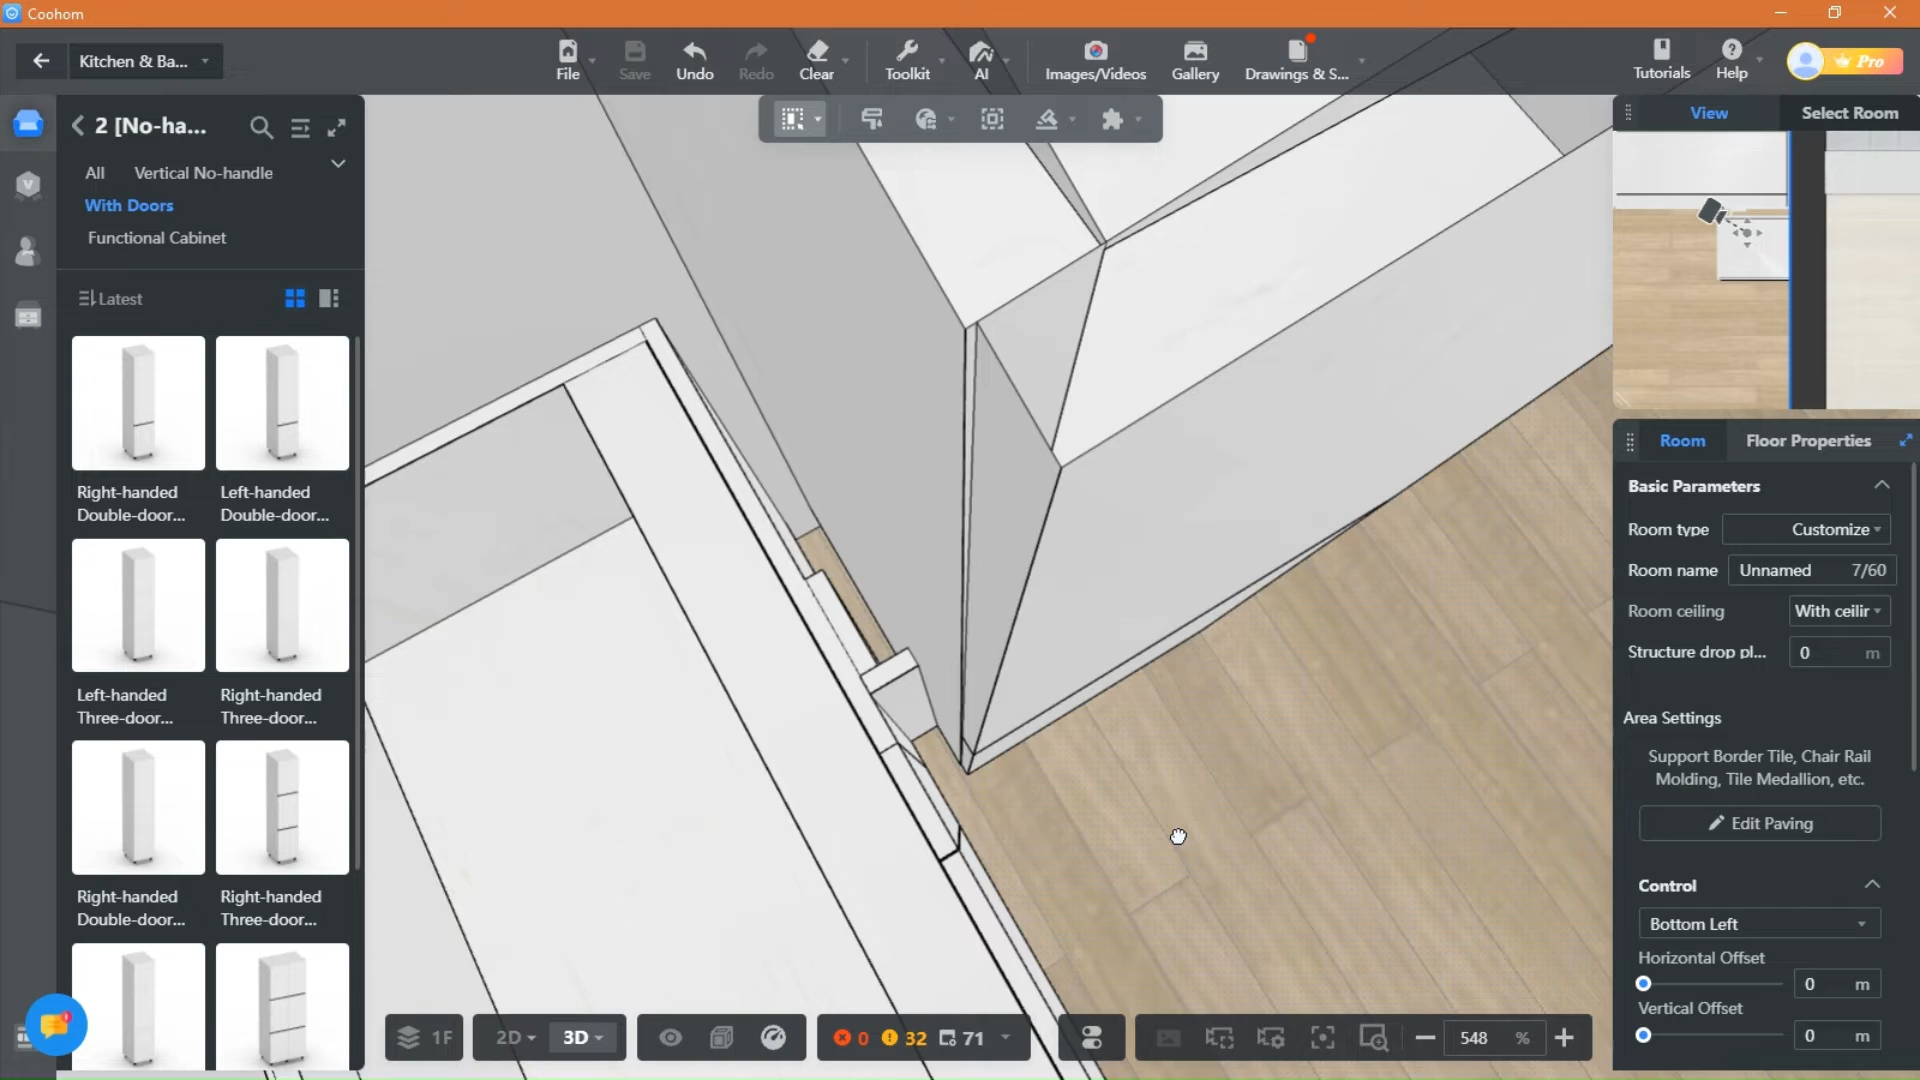 Coohom
Kitchen & Ba...
File
Save
Undo
Redo
Clear
Toolkit
AI
Images/Videos
Gallery
Drawings & S...
Tutorials
Help
Pro
2 [No-ha...
All
Vertical No-handle
With Doors
Functional Cabinet
Latest
Right-handed
Double-door...
Left-handed
Double-door...
Left-handed
Three-door...
Right-handed
Three-door...
Right-handed
Double-door...
Right-handed
Three-door...
View
Select Room
Room
Floor Properties
Basic Parameters
Room type
Customize
Room name
Unnamed
7/60
Room ceiling
With ceilir
Structure drop pl...
0 m
Area Settings
Support Border Tile, Chair Rail
Molding, Tile Medallion, etc.
Edit Paving
Control
Bottom Left
Horizontal Offset
0 m
Vertical Offset
0 m
1F
2D
3D
0
32
71
548 %